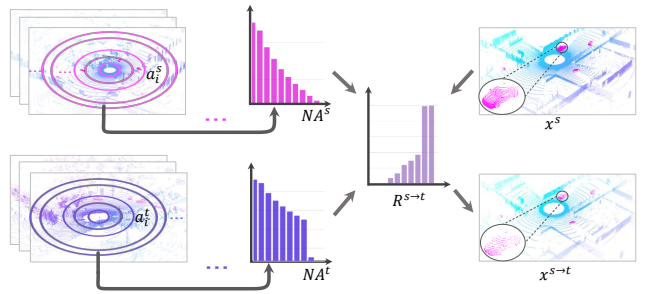 a_i^s
...
...
NA^s
x^s
R^{s→t}
a_i^t
...
...
NA^t
x^{s→t}